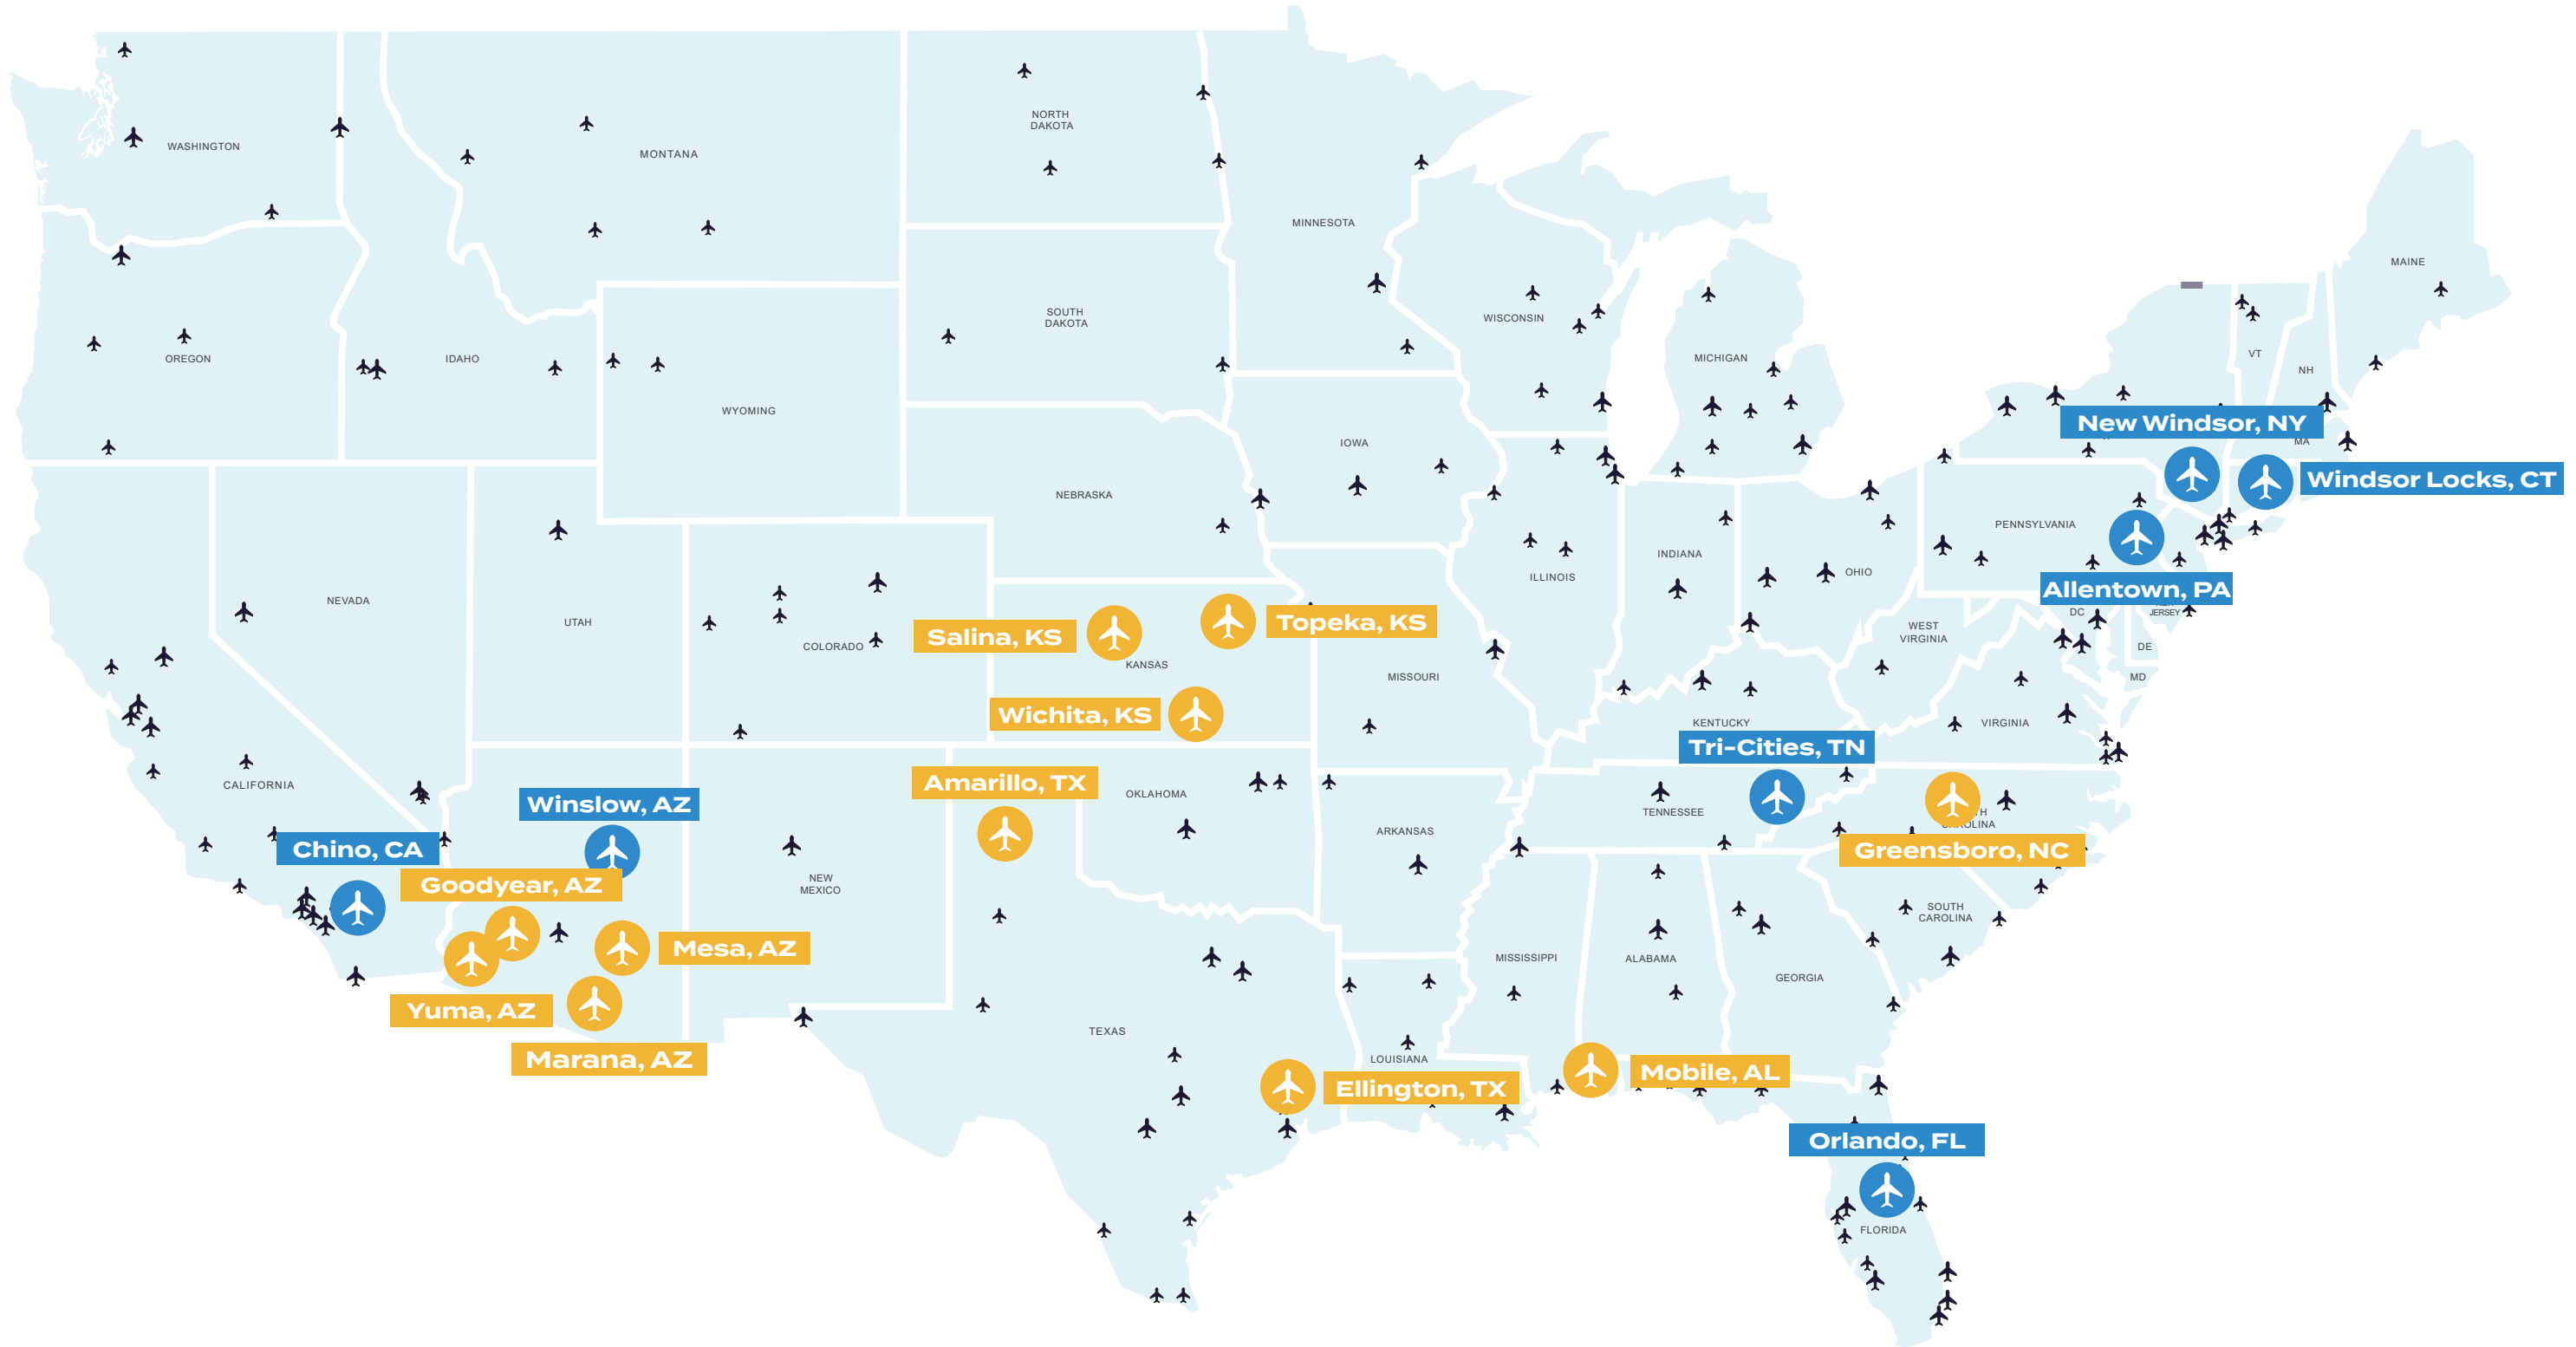 WASHINGTON
MONTANA
NORTH
DAKOTA
MINNESOTA
MAINE
OREGON
IDAHO
SOUTH
DAKOTA
WISCONSIN
MICHIGAN
VT
NH
WYOMING
IOWA
New Windsor, NY
MA
Windsor Locks, CT
NEBRASKA
PENNSYLVANIA
INDIANA
ILLINOIS
OHIO
Allentown, PA
NEVADA
UTAH
COLORADO
Salina, KS
Topeka, KS
KANSAS
DC
JERSEY
WEST
VIRGINIA
DE
MISSOURI
MD
Wichita, KS
KENTUCKY
VIRGINIA
Tri-Cities, TN
CALIFORNIA
Amarillo, TX
OKLAHOMA
Winslow, AZ
TENNESSEE
ARKANSAS
Chino, CA
Greensboro, NC
Goodyear, AZ
NEW
MEXICO
SOUTH
CAROLINA
Mesa, AZ
MISSISSIPPI
ALABAMA
GEORGIA
Yuma, AZ
TEXAS
Marana, AZ
LOUISIANA
Ellington, TX
Mobile, AL
Orlando, FL
FLORIDA